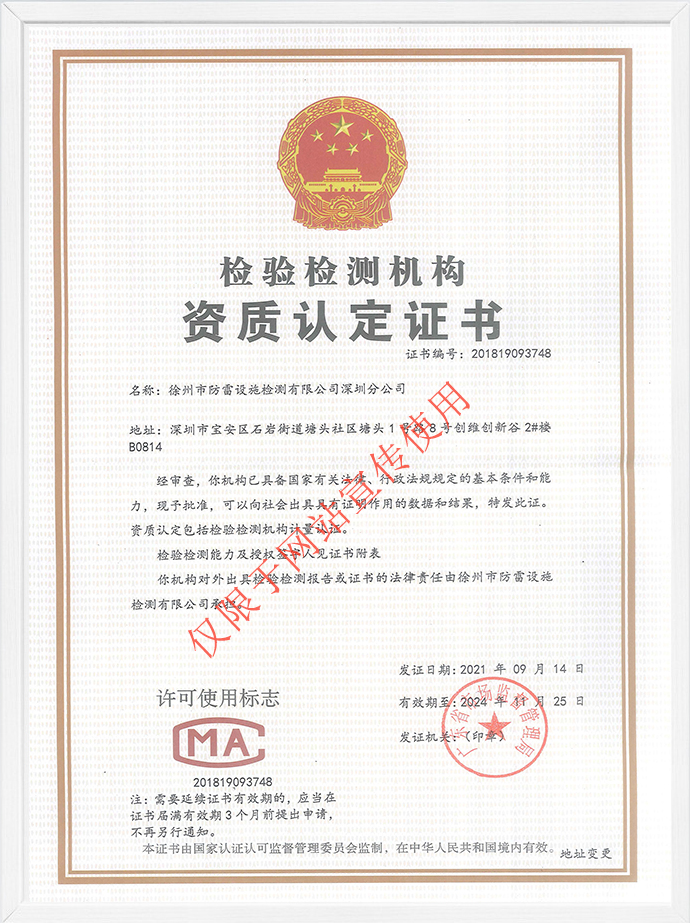 检验检测机构
资质认定证书
证书编号：201819093748
名称：徐州市防雷设施检测有限公司深圳分公司
地址：深圳市宝安区石岩街道塘头社区塘头1号路8号创维创新谷2#楼
B0814
经审查，你机构已具备国家有关法律、行政法规规定的基本条件和能
力，现予批准，可以向社会出具具有证明作用的数据和结果，特发此证。
资质认定包括检验检测机构计量认证。
检验检测能力及授权签字人见证书附表
你机构对外出具检验检测报告或证书的法律责任由徐州市防雷设施
检测有限公司承担。
仅限于网站宣传使用
发证日期：2021 年 09 月 14 日
有效期至：2024 年 11 月 25 日
发证机关：（印章）
广东省市场监督管理局
许可使用标志
CMA
201819093748
注：需要延续证书有效期的，应当在
证书届满有效期3个月前提出申请，
不再另行通知。
本证书由国家认证认可监督管理委员会监制，在中华人民共和国境内有效。
地址变更